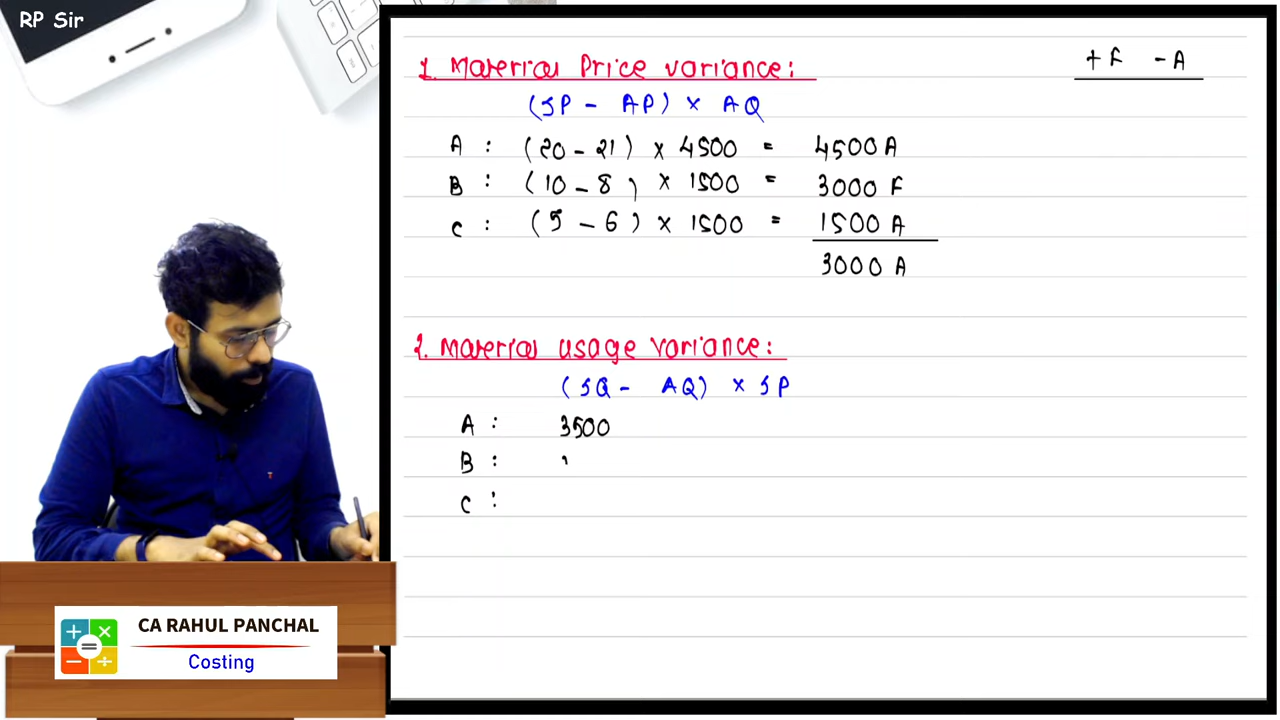 RP Sir
1. Material Price variance:
+F -A
(SP - AP) × AQ
A : (20 - 21) × 4500 = 4500 A
B : (10 - 8) × 1500 = 3000 F
C : (5 - 6) × 1500 = 1500 A
3000 A
2. Material usage variance:
(SQ - AQ) × SP
A : 3500
B :
C :
CA RAHUL PANCHAL
Costing